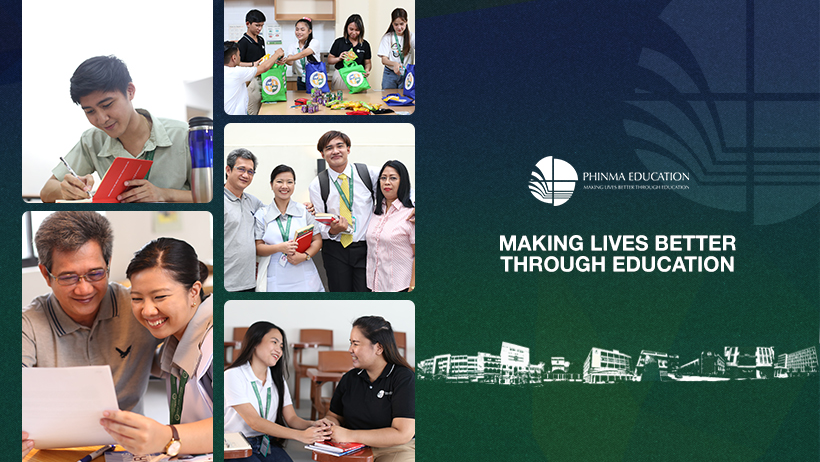 PHINMA EDUCATION
MAKING LIVES BETTER THROUGH EDUCATION
MAKING LIVES BETTER
THROUGH EDUCATION